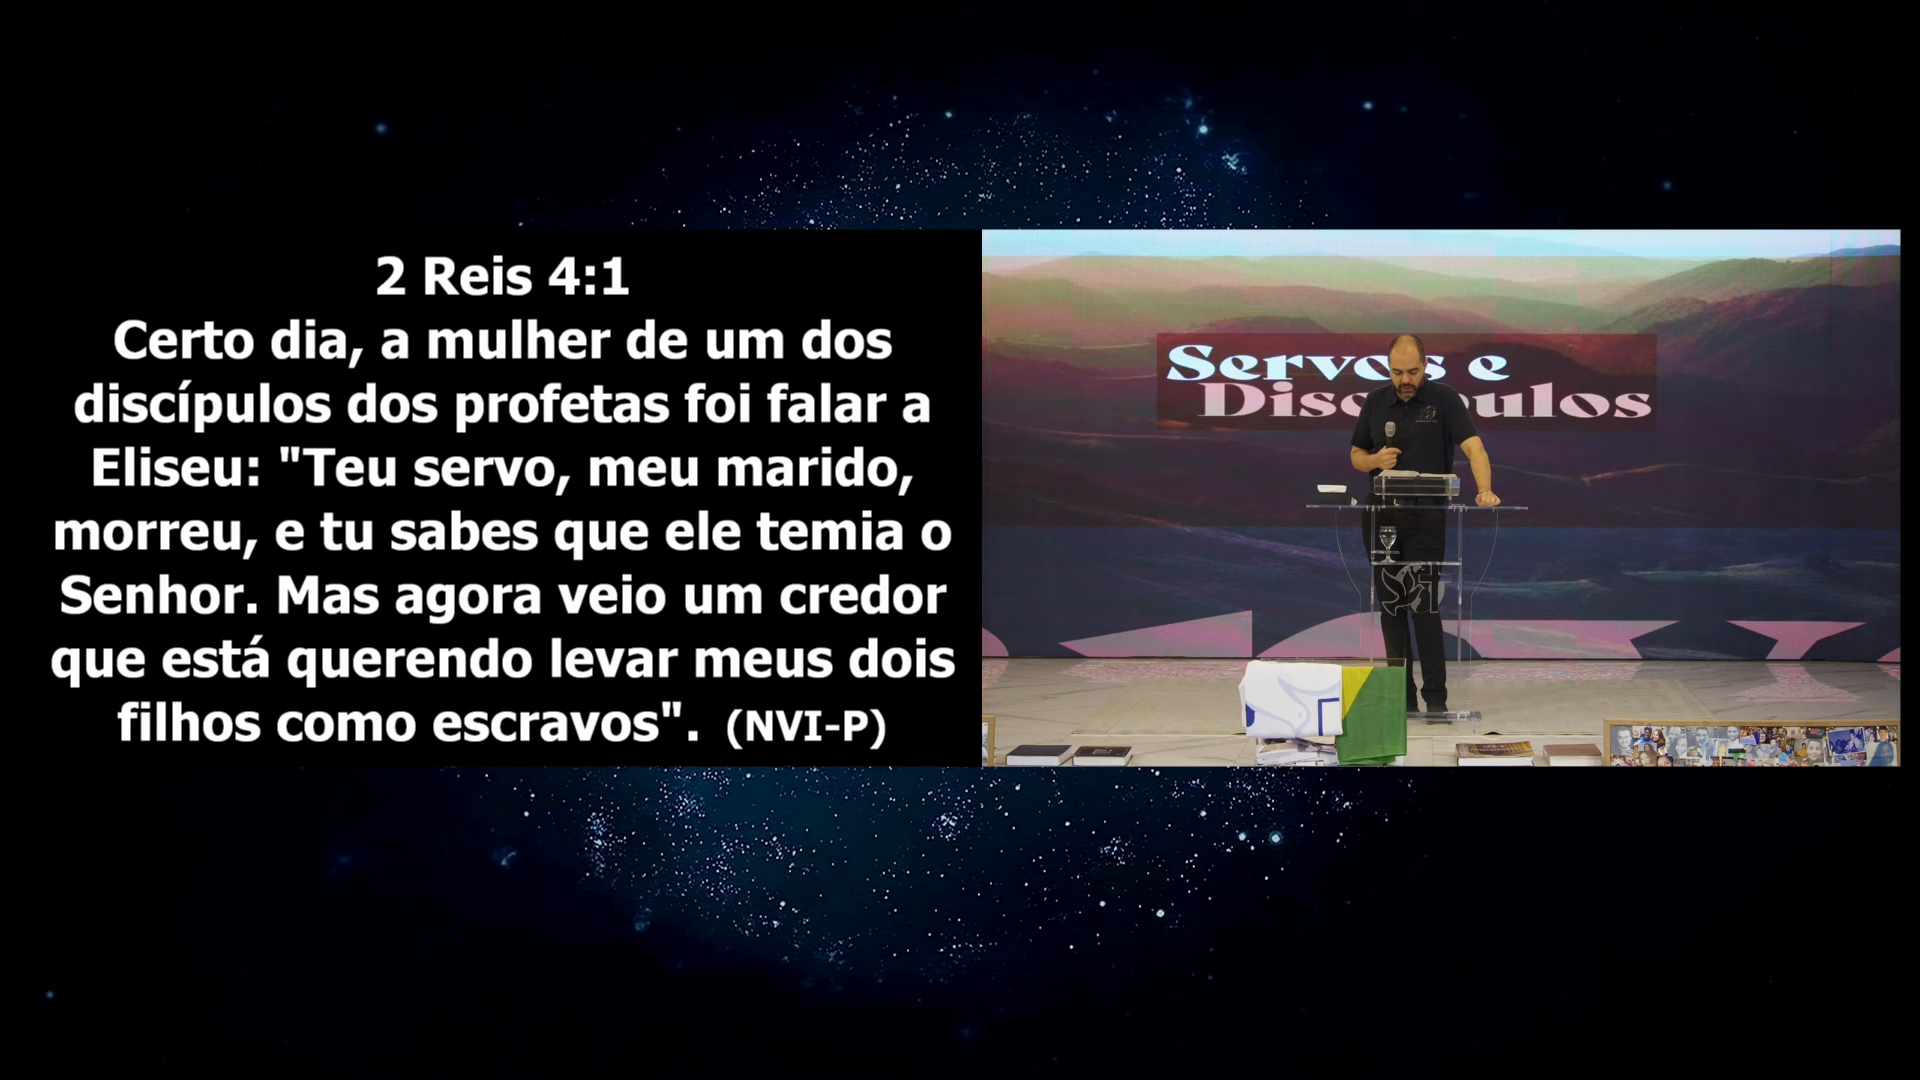 2 Reis 4:1
Certo dia, a mulher de um dos
discípulos dos profetas foi falar a
Eliseu: "Teu servo, meu marido,
morreu, e tu sabes que ele temia o
Senhor. Mas agora veio um credor
que está querendo levar meus dois
filhos como escravos". (NVI-P)
Servos e